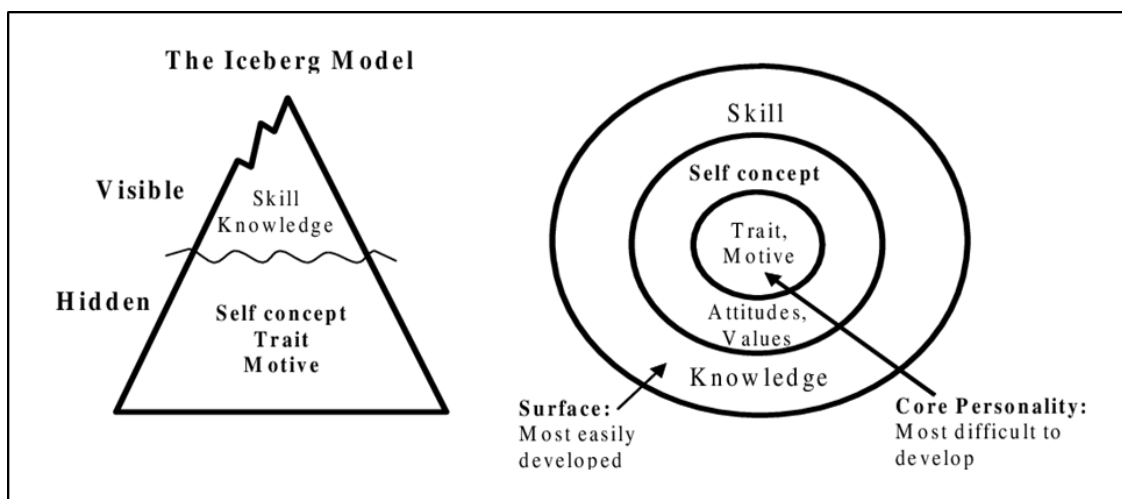 The Iceberg Model
Visible
Skill
Knowledge
Hidden
Self concept
Trait
Motive
Skill
Self concept
Trait,
Motive
Attitudes,
Values
Knowledge
Surface:
Most easily
developed
Core Personality:
Most difficult to
develop